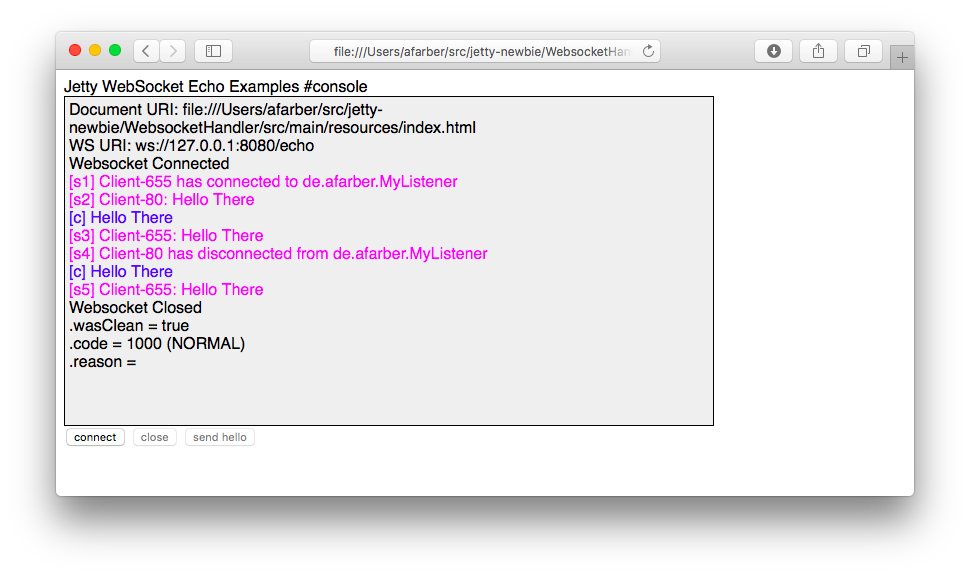 file:///Users/afarber/src/jetty-newbie/WebsocketHan
Jetty WebSocket Echo Examples #console
Document URI: file:///Users/afarber/src/jetty-
newbie/WebsocketHandler/src/main/resources/index.html
WS URI: ws://127.0.0.1:8080/echo
Websocket Connected
[s1] Client-655 has connected to de.afarber.MyListener
[s2] Client-80: Hello There
[c] Hello There
[s3] Client-655: Hello There
[s4] Client-80 has disconnected from de.afarber.MyListener
[c] Hello There
[s5] Client-655: Hello There
Websocket Closed
.wasClean = true
.code = 1000 (NORMAL)
.reason =
connect close send hello